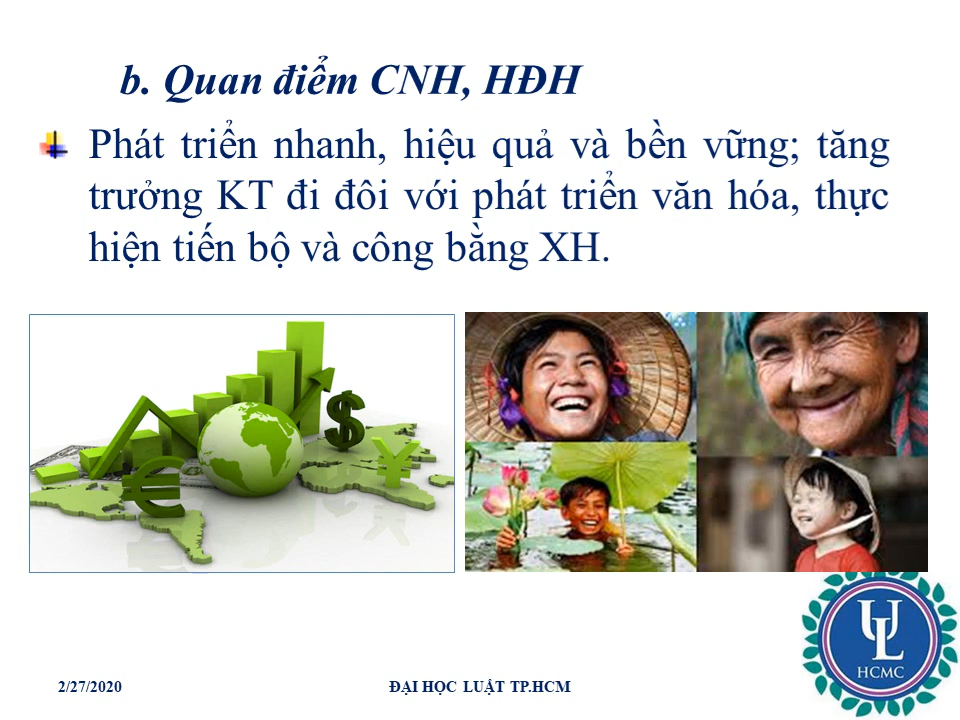 b. Quan điểm CNH, HĐH
Phát triển nhanh, hiệu quả và bền vững; tăng
trưởng KT đi đôi với phát triển văn hóa, thực
hiện tiến bộ và công bằng XH.
€
$
¥
UL
HCMC
2/27/2020
ĐẠI HỌC LUẬT TP.HCM